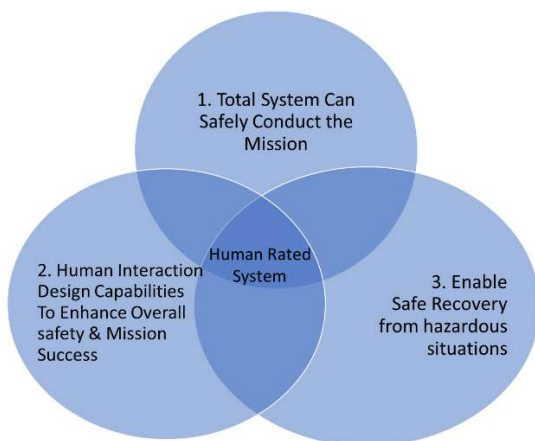 1. Total System Can
Safely Conduct the
Mission
Human Rated
System
2. Human Interaction
Design Capabilities
To Enhance Overall
safety & Mission
Success
3. Enable
Safe Recovery
from hazardous
situations